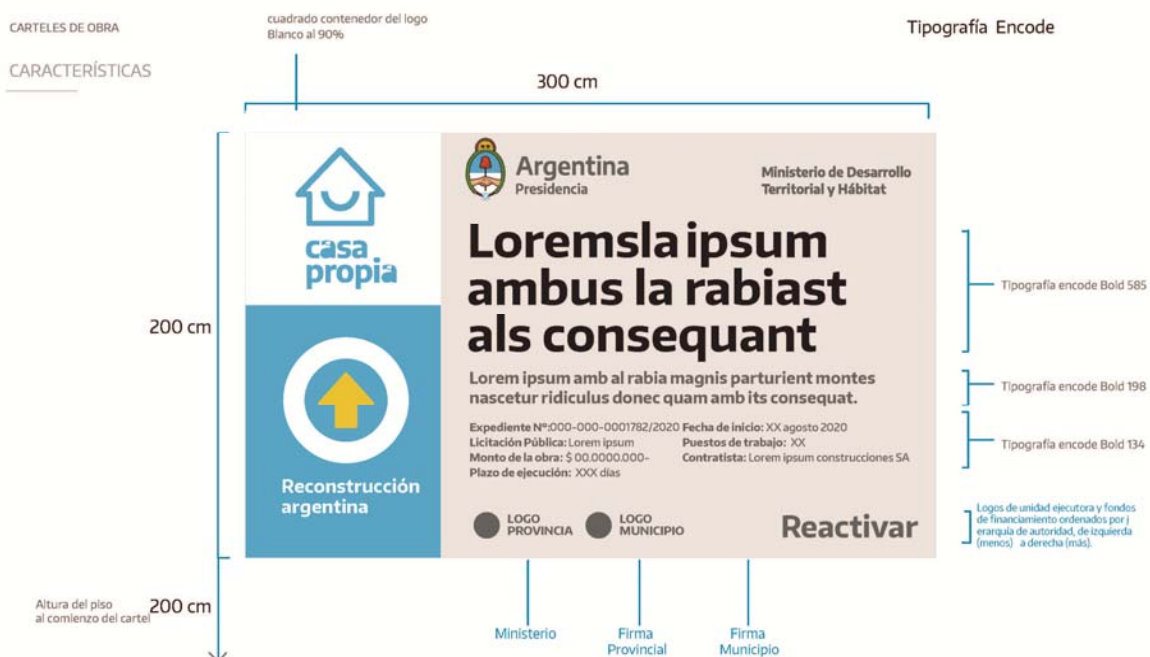 CARTELES DE OBRA
CARACTERÍSTICAS
cuadrado contenedor del logo
Blanco al 90%
Tipografía Encode
300 cm
200 cm
casa
propia
Reconstrucción
argentina
Argentina
Presidencia
Ministerio de Desarrollo
Territorial y Hábitat
Loremsla ipsum
ambus la rabiast
als consequant
Lorem ipsum amb al rabia magnis parturient montes
nascetur ridiculus donec quam amb its consequat.
Expediente Nº:000-000-0001782/2020 Fecha de inicio: XX agosto 2020
Licitación Pública: Lorem ipsum Puestos de trabajo: XX
Monto de la obra: $ 00.0000.000- Contratista: Lorem ipsum construcciones SA
Plazo de ejecución: XXX días
LOGO
PROVINCIA
LOGO
MUNICIPIO
Reactivar
Tipografía encode Bold 585
Tipografía encode Bold 198
Tipografía encode Bold 134
Logos de unidad ejecutora y fondos
de financiamiento ordenados por j
erarquía de autoridad, de izquierda
(menos) a derecha (más).
Altura del piso
al comienzo del cartel
200 cm
Ministerio
Firma
Provincial
Firma
Municipio